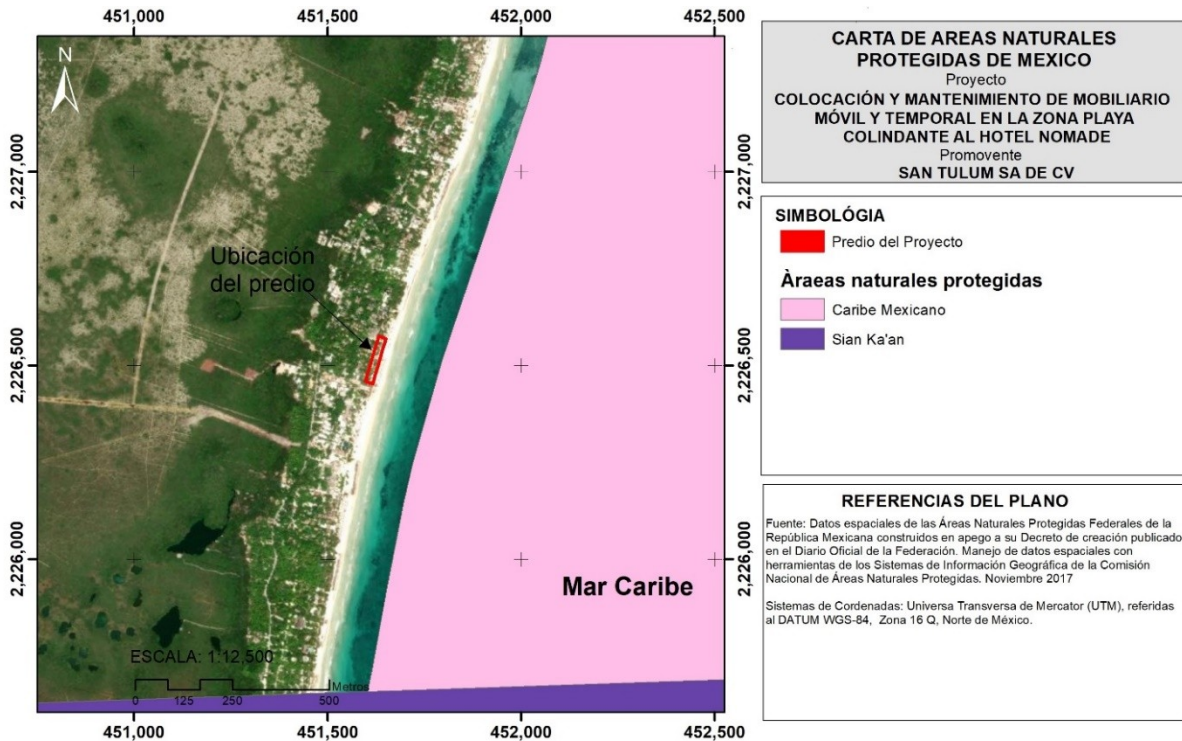 451,000 451,500 452,000 452,500
2,227,000
2,226,500
2,226,000
N
Ubicación
del predio
Mar Caribe
ESCALA: 1:12,500
Metros
0 125 250 500
2,227,000
2,226,500
2,226,000
451,000 451,500 452,000 452,500
CARTA DE AREAS NATURALES
PROTEGIDAS DE MEXICO
Proyecto
COLOCACIÓN Y MANTENIMIENTO DE MOBILIARIO
MÓVIL Y TEMPORAL EN LA ZONA PLAYA
COLINDANTE AL HOTEL NOMADE
Promovente
SAN TULUM SA DE CV
SIMBOLÓGIA
Predio del Proyecto
Àraeas naturales protegidas
Caribe Mexicano
Sian Ka'an
REFERENCIAS DEL PLANO
Fuente: Datos espaciales de las Áreas Naturales Protegidas Federales de la
República Mexicana construidos en apego a su Decreto de creación publicado
en el Diario Oficial de la Federación. Manejo de datos espaciales con
herramientas de los Sistemas de Información Geográfica de la Comisión
Nacional de Áreas Naturales Protegidas. Noviembre 2017
Sistemas de Cordenadas: Universa Transversa de Mercator (UTM), referidas
al DATUM WGS-84, Zona 16 Q, Norte de México.